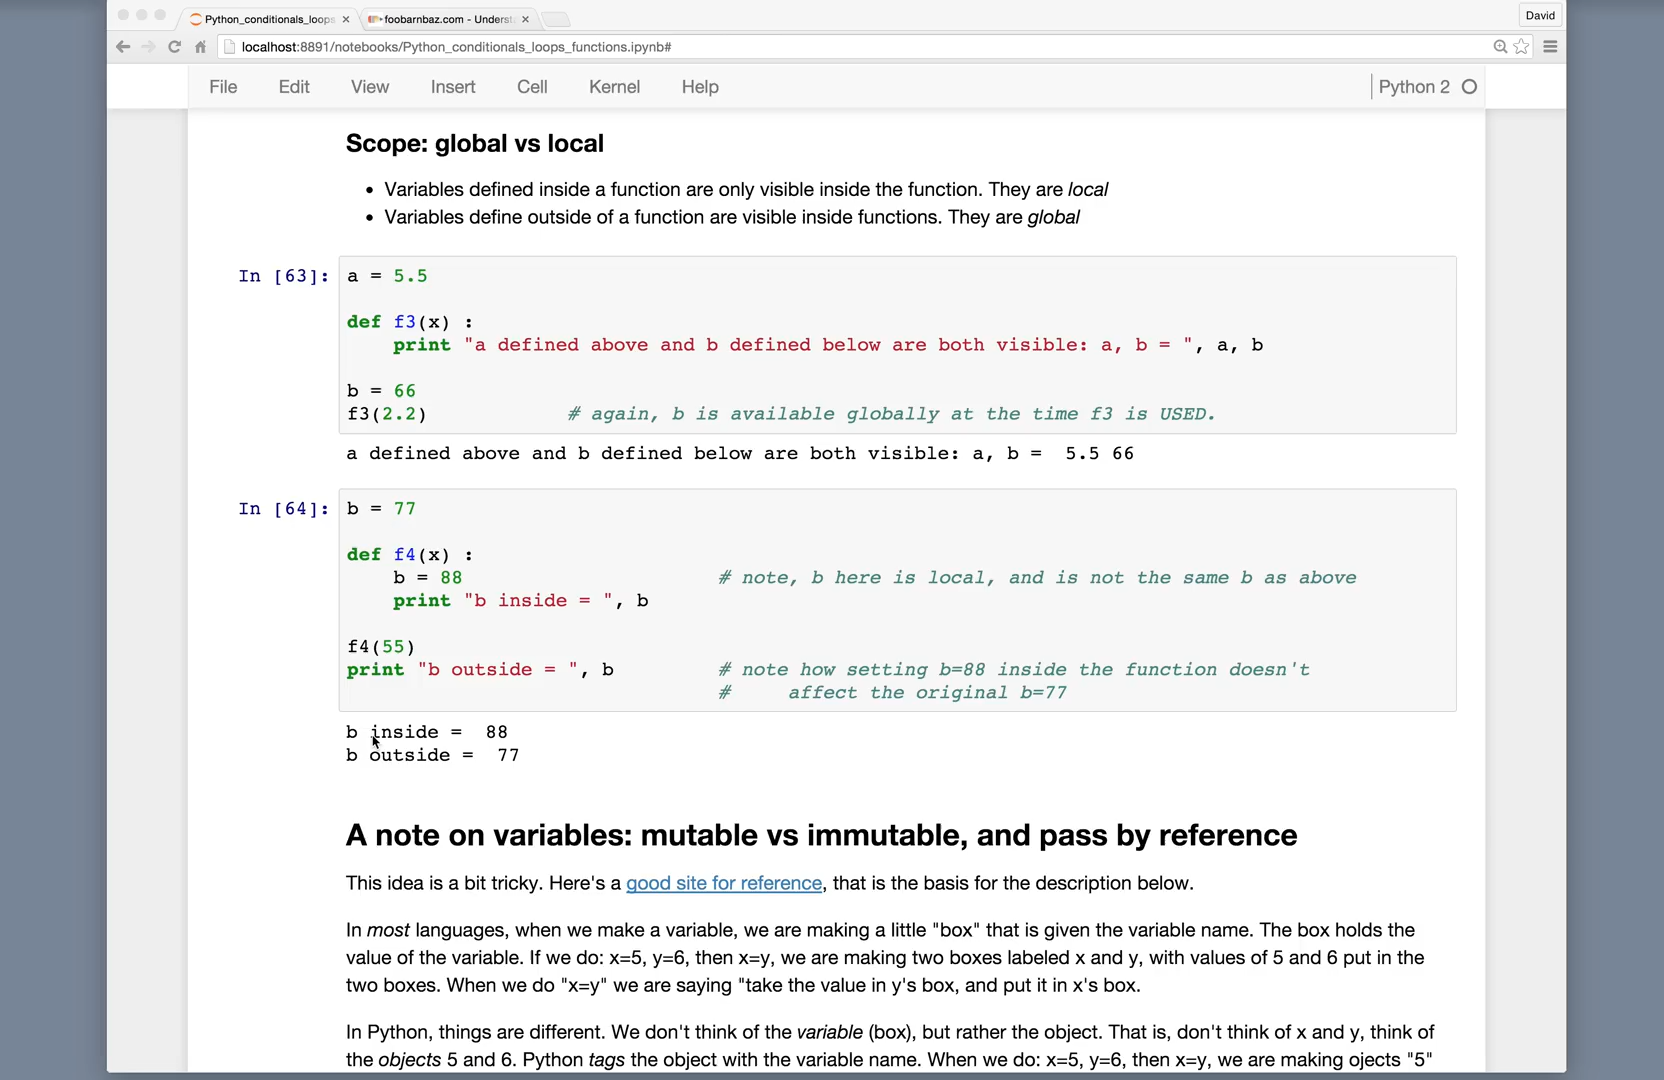 Python_conditionals_loops
foobarnbaz.com - Underst
David
localhost:8891/notebooks/Python_conditionals_loops_functions.ipynb#
File Edit View Insert Cell Kernel Help Python 2
Scope: global vs local
• Variables defined inside a function are only visible inside the function. They are local
• Variables define outside of a function are visible inside functions. They are global
In [63]: a = 5.5
def f3(x) :
print "a defined above and b defined below are both visible: a, b = ", a, b
b = 66
f3(2.2) # again, b is available globally at the time f3 is USED.
a defined above and b defined below are both visible: a, b =  5.5 66
In [64]: b = 77
def f4(x) :
b = 88 # note, b here is local, and is not the same b as above
print "b inside = ", b
f4(55)
print "b outside = ", b # note how setting b=88 inside the function doesn't
# affect the original b=77
b inside =  88
b outside =  77
A note on variables: mutable vs immutable, and pass by reference
This idea is a bit tricky. Here's a good site for reference, that is the basis for the description below.
In most languages, when we make a variable, we are making a little "box" that is given the variable name. The box holds the
value of the variable. If we do: x=5, y=6, then x=y, we are making two boxes labeled x and y, with values of 5 and 6 put in the
two boxes. When we do "x=y" we are saying "take the value in y's box, and put it in x's box.
In Python, things are different. We don't think of the variable (box), but rather the object. That is, don't think of x and y, think of
the objects 5 and 6. Python tags the object with the variable name. When we do: x=5, y=6, then x=y, we are making ojects "5"